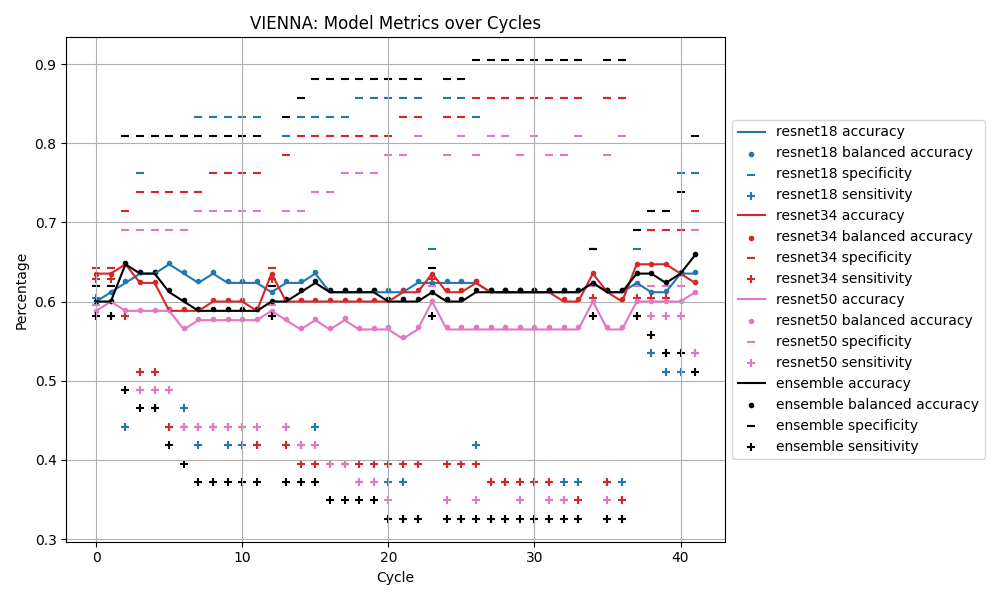 VIENNA: Model Metrics over Cycles
0.9
0.8
0.7
0.6
0.5
0.4
0.3
Percentage
0
10
20
30
40
Cycle
resnet18 accuracy
resnet18 balanced accuracy
resnet18 specificity
resnet18 sensitivity
resnet34 accuracy
resnet34 balanced accuracy
resnet34 specificity
resnet34 sensitivity
resnet50 accuracy
resnet50 balanced accuracy
resnet50 specificity
resnet50 sensitivity
ensemble accuracy
ensemble balanced accuracy
ensemble specificity
ensemble sensitivity